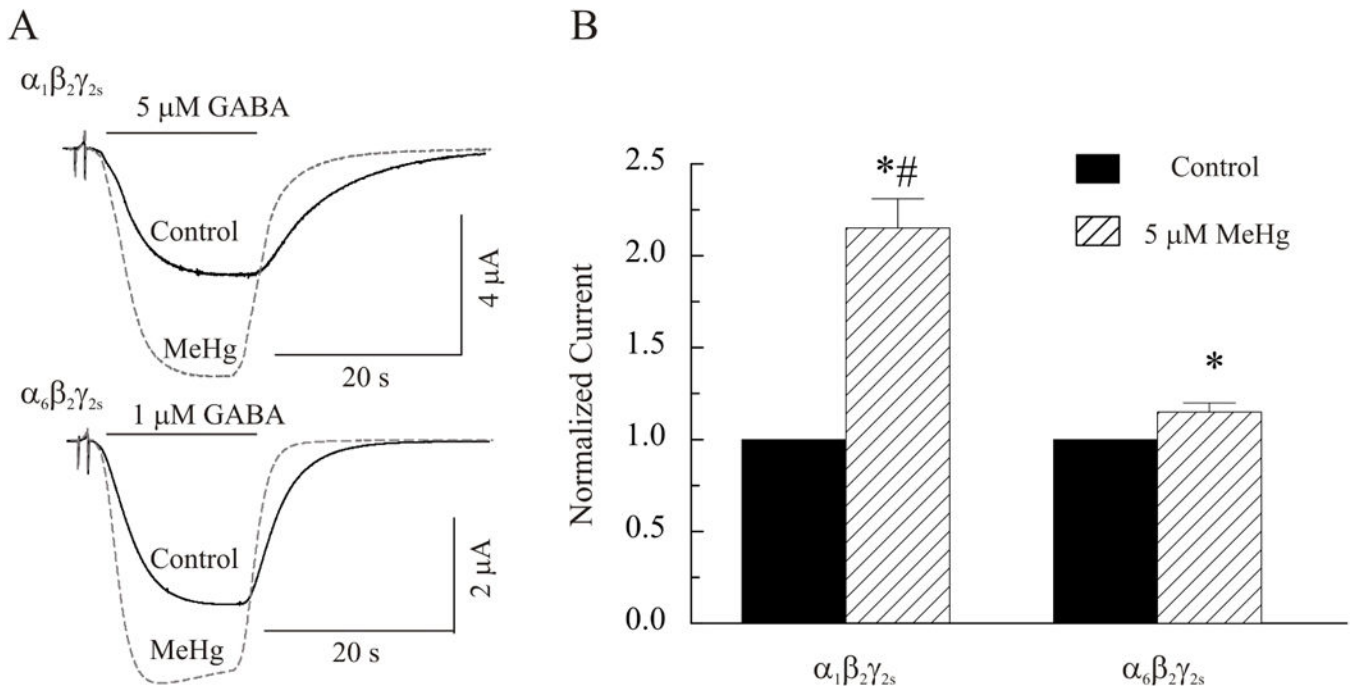 A
α₁β₂γ₂ₛ
5 μM GABA
Control
MeHg
4 μA
20 s
α₆β₂γ₂ₛ
1 μM GABA
Control
MeHg
2 μA
20 s
B
Normalized Current
2.5
2.0
1.5
1.0
0.5
0.0
*#
*
Control
5 μM MeHg
α₁β₂γ₂ₛ
α₆β₂γ₂ₛ